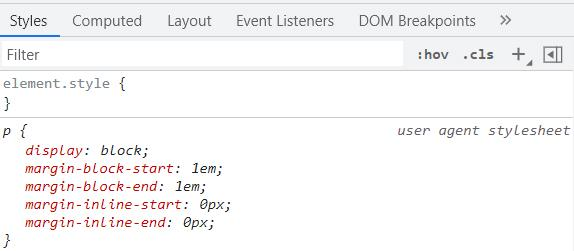 Styles Computed Layout Event Listeners DOM Breakpoints »
Filter :hov .cls +
element.style {
}
p { user agent stylesheet
display: block;
margin-block-start: 1em;
margin-block-end: 1em;
margin-inline-start: 0px;
margin-inline-end: 0px;
}